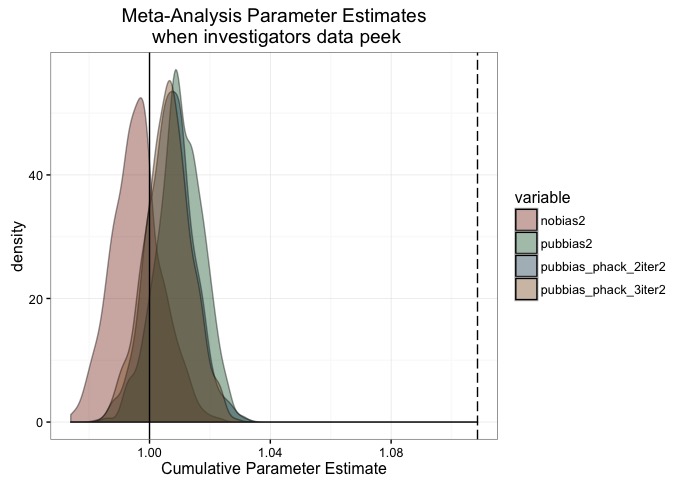 Meta-Analysis Parameter Estimates
when investigators data peek
density
40
20
0
1.00
1.04
1.08
Cumulative Parameter Estimate
variable
nobias2
pubbias2
pubbias_phack_2iter2
pubbias_phack_3iter2